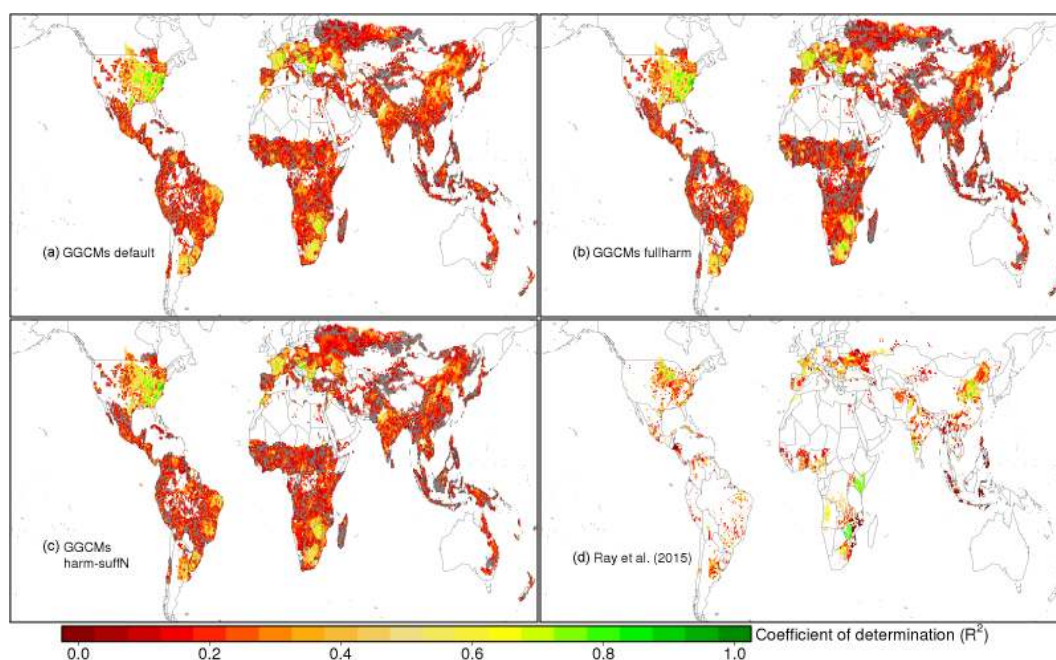 (a) GGCMs default
(b) GGCMs fullharm
(c) GGCMs
harm-suffN
(d) Ray et al. (2015)
Coefficient of determination (R²)
0.0 0.2 0.4 0.6 0.8 1.0